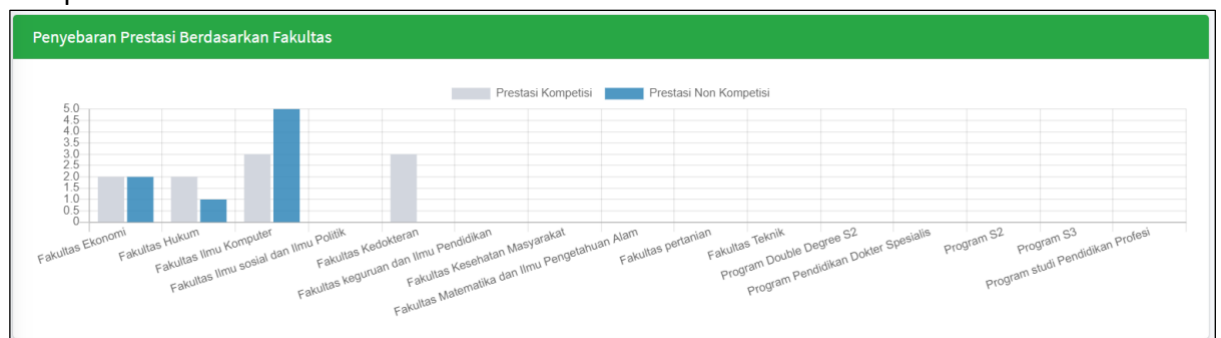 Penyebaran Prestasi Berdasarkan Fakultas
Prestasi Kompetisi
Prestasi Non Kompetisi
5.0
4.5
4.0
3.5
3.0
2.5
2.0
1.5
1.0
0.5
0
Fakultas Ekonomi
Fakultas Hukum
Fakultas Ilmu Komputer
Fakultas Ilmu sosial dan Ilmu Politik
Fakultas Kedokteran
Fakultas keguruan dan Ilmu Pendidikan
Fakultas Kesehatan Masyarakat
Fakultas Matematika dan Ilmu Pengetahuan Alam
Fakultas pertanian
Fakultas Teknik
Program Double Degree S2
Program Pendidikan Dokter Spesialis
Program S2
Program S3
Program studi Pendidikan Profesi